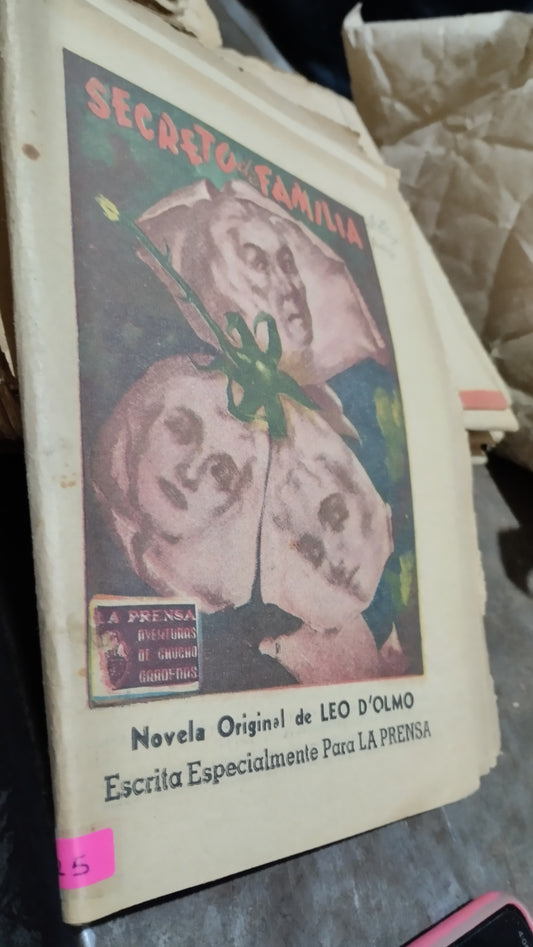 SECRETO de FAMILIA
LA PRENSA
AVENTURAS
DE CHUCHO
CARDENAS
Novela Original de LEO D'OLMO
Escrita Especialmente Para LA PRENSA
25